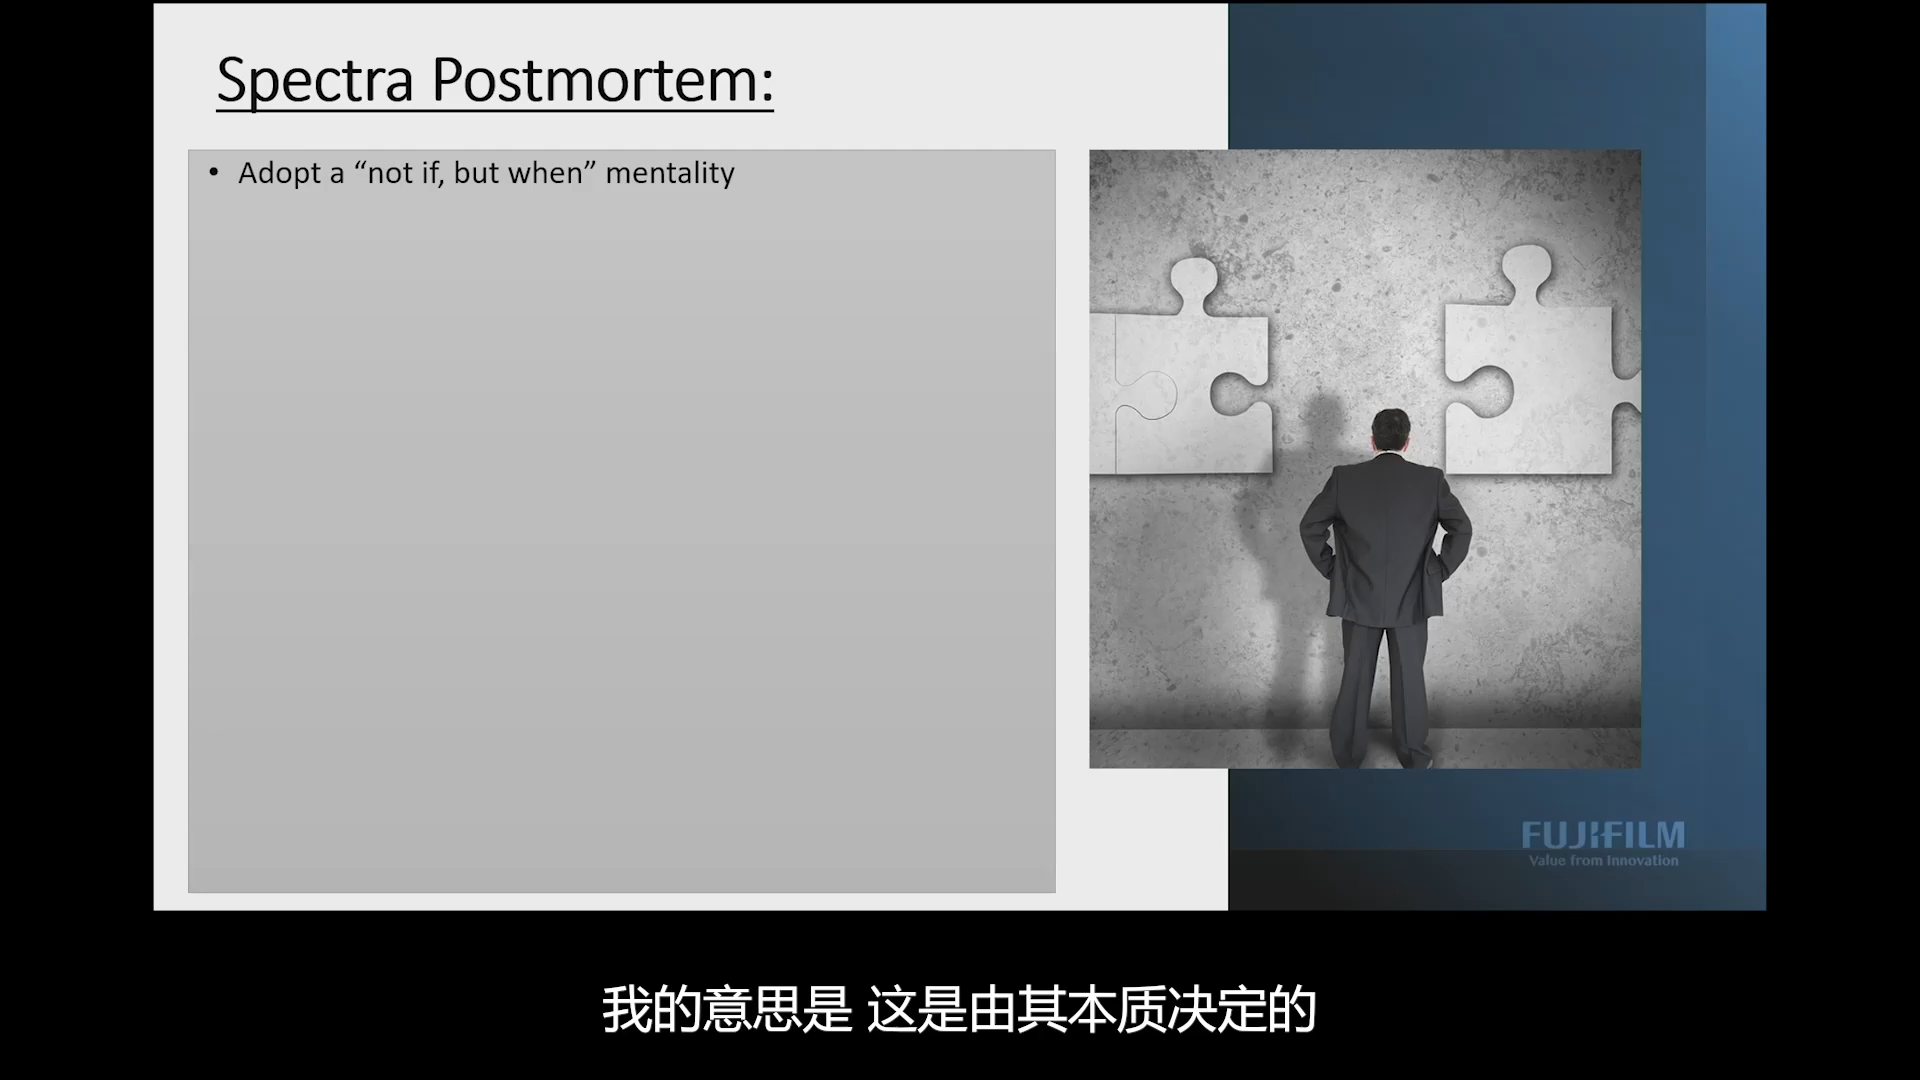 Spectra Postmortem:
• Adopt a “not if, but when” mentality
FUJIFILM
Value from Innovation
我的意思是 这是由其本质决定的